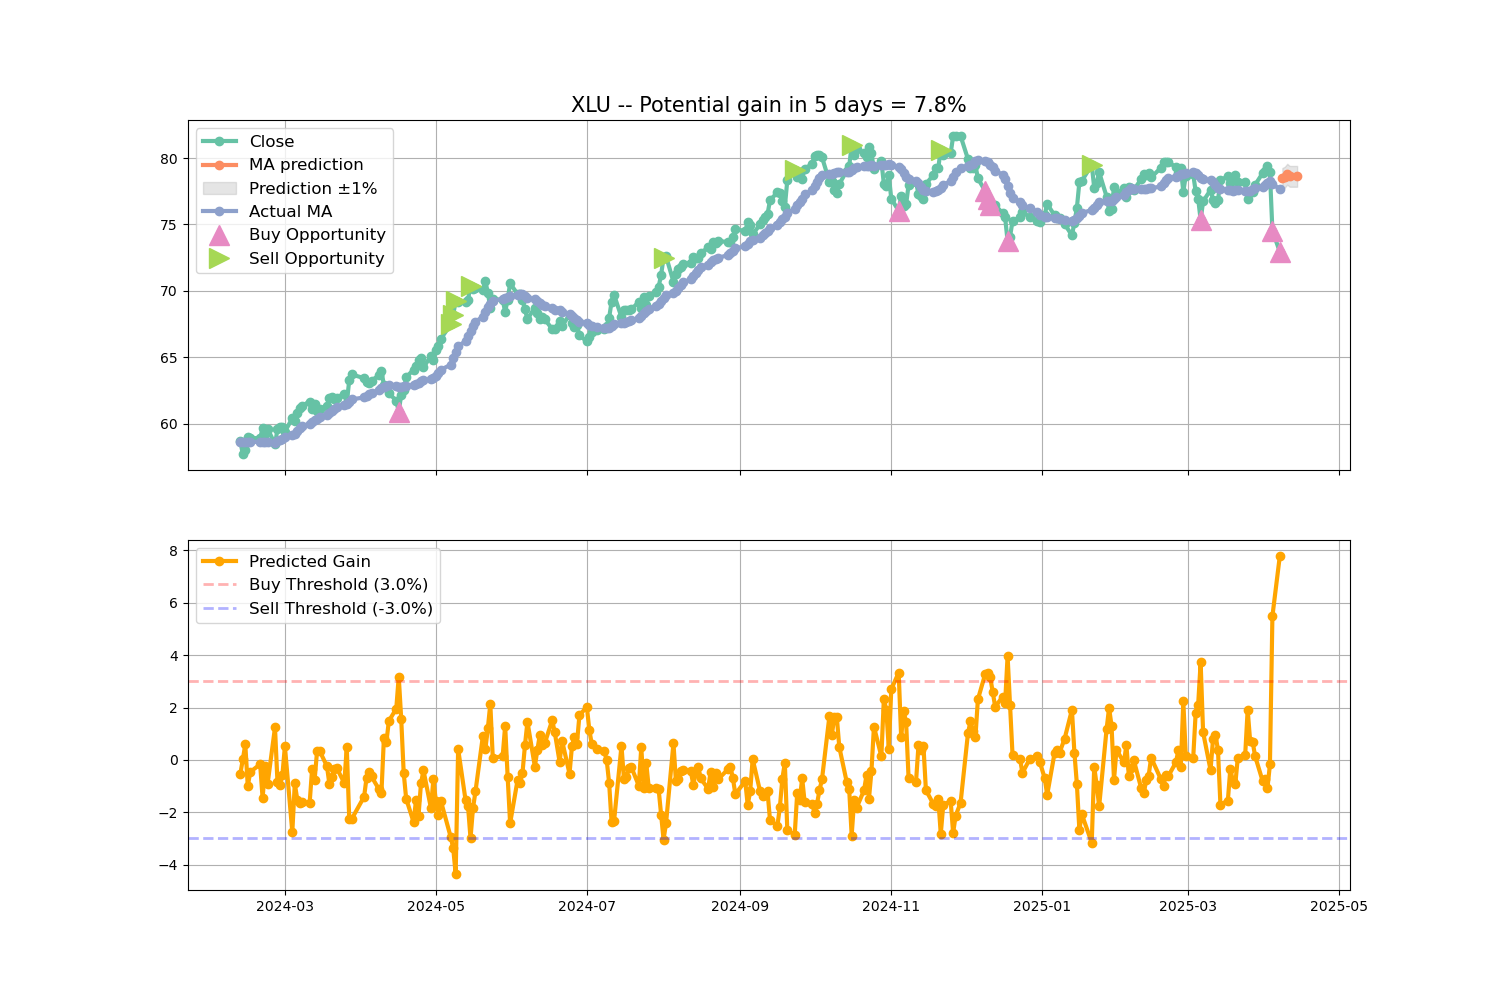 XLU -- Potential gain in 5 days = 7.8%
Close
MA prediction
Prediction ±1%
Actual MA
Buy Opportunity
Sell Opportunity
80
75
70
65
60
Predicted Gain
Buy Threshold (3.0%)
Sell Threshold (-3.0%)
8
6
4
2
0
−2
−4
2024-03
2024-05
2024-07
2024-09
2024-11
2025-01
2025-03
2025-05